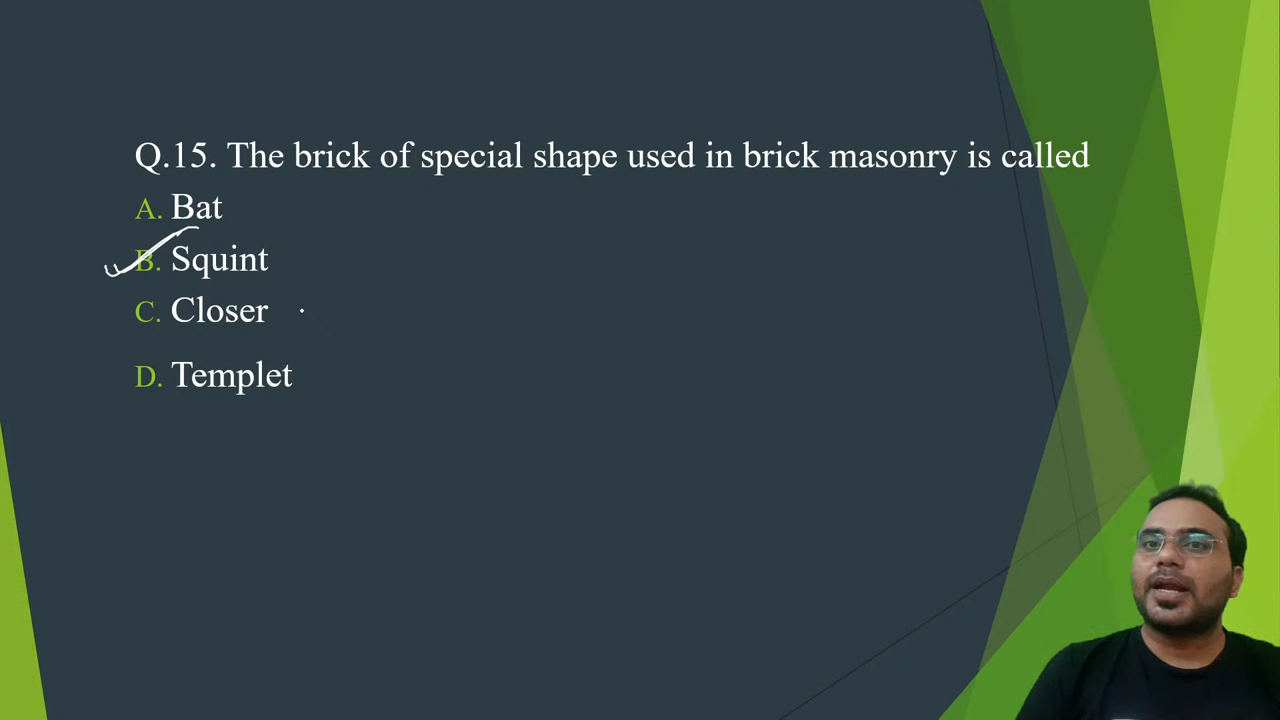 Q.15. The brick of special shape used in brick masonry is called
A. Bat
B. Squint
C. Closer
D. Templet